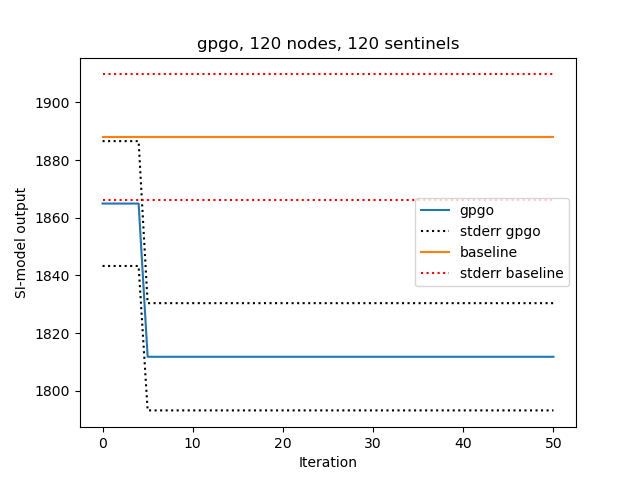 gpgo, 120 nodes, 120 sentinels
SI-model output
1900
1880
1860
1840
1820
1800
gpgo
stderr gpgo
baseline
stderr baseline
0 10 20 30 40 50
Iteration